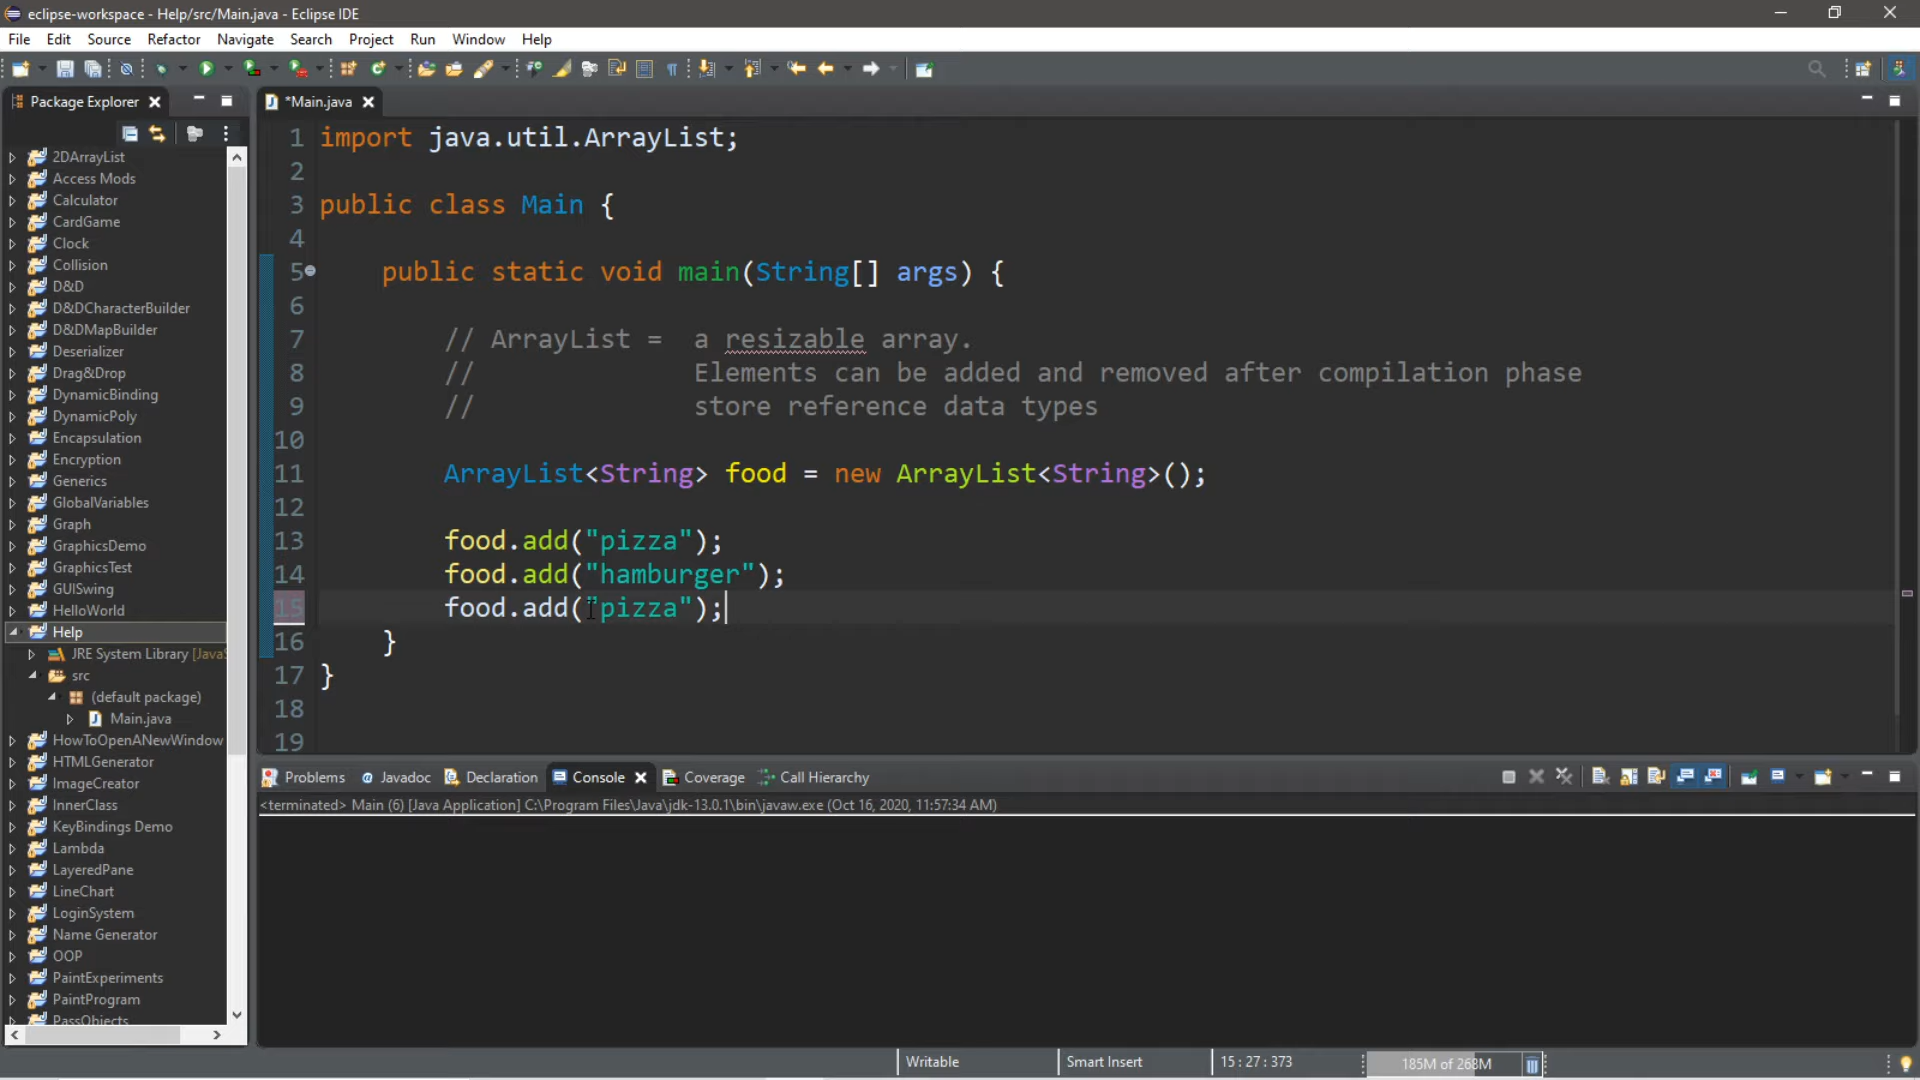 eclipse-workspace - Help/src/Main.java - Eclipse IDE
File Edit Source Refactor Navigate Search Project Run Window Help
Package Explorer
*Main.java
2DArrayList
Access Mods
Calculator
CardGame
Clock
Collision
D&D
D&DCharacterBuilder
D&DMapBuilder
Deserializer
Drag&Drop
DynamicBinding
DynamicPoly
Encapsulation
Encryption
Generics
GlobalVariables
Graph
GraphicsDemo
GraphicsTest
GUISwing
HelloWorld
Help
JRE System Library [JavaS
src
(default package)
Main.java
HowToOpenANewWindow
HTMLGenerator
ImageCreator
InnerClass
KeyBindings Demo
Lambda
LayeredPane
LineChart
LoginSystem
Name Generator
OOP
PaintExperiments
PaintProgram
PassObjects
1 import java.util.ArrayList;
2
3 public class Main {
4
5 public static void main(String[] args) {
6
7 // ArrayList = a resizable array.
8 // Elements can be added and removed after compilation phase
9 // store reference data types
10
11 ArrayList<String> food = new ArrayList<String>();
12
13 food.add("pizza");
14 food.add("hamburger");
15 food.add("pizza");
16 }
17 }
18
19
Problems Javadoc Declaration Console Coverage Call Hierarchy
<terminated> Main (6) [Java Application] C:\Program Files\Java\jdk-13.0.1\bin\javaw.exe (Oct 16, 2020, 11:57:34 AM)
Writable Smart Insert 15 : 27 : 373 185M of 268M